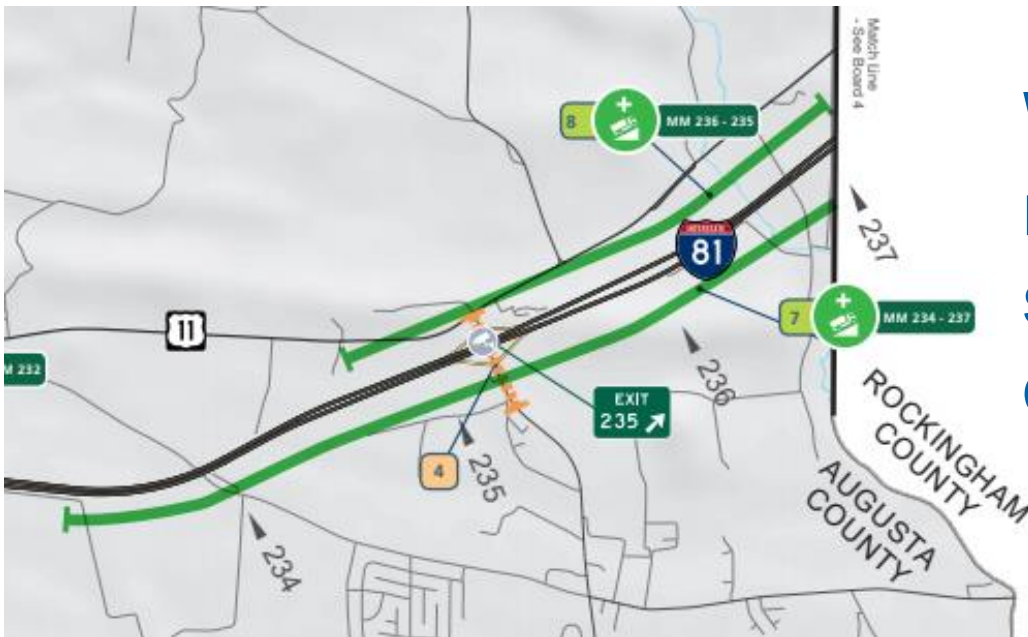 Match Line
- See Board 4
8
MM 236 - 235
INTERSTATE
81
237
11
7
MM 234 - 237
M 232
236
EXIT
235
4
235
234
ROCKINGHAM
COUNTY
AUGUSTA
COUNTY